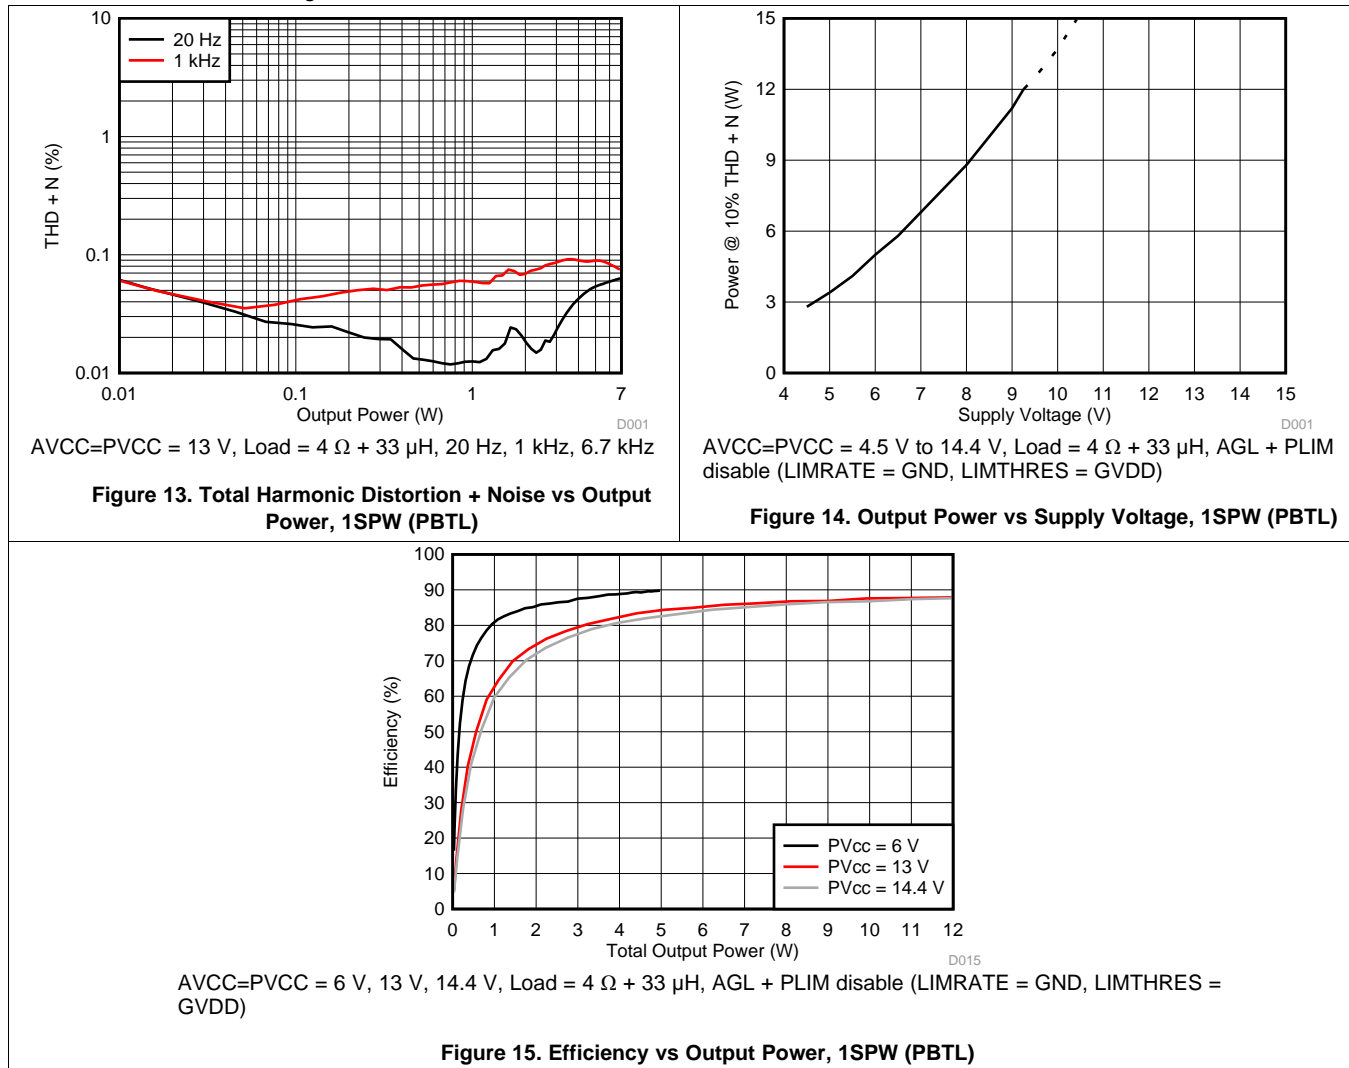 10
1
0.1
0.01
THD + N (%)
20 Hz
1 kHz
0.01
0.1
1
7
Output Power (W)
D001
AVCC=PVCC = 13 V, Load = 4 Ω + 33 µH, 20 Hz, 1 kHz, 6.7 kHz
Figure 13. Total Harmonic Distortion + Noise vs Output
Power, 1SPW (PBTL)
15
12
9
6
3
0
Power @ 10% THD + N (W)
4 5 6 7 8 9 10 11 12 13 14 15
Supply Voltage (V)
D001
AVCC=PVCC = 4.5 V to 14.4 V, Load = 4 Ω + 33 µH, AGL + PLIM
disable (LIMRATE = GND, LIMTHRES = GVDD)
Figure 14. Output Power vs Supply Voltage, 1SPW (PBTL)
100
90
80
70
60
50
40
30
20
10
0
Efficiency (%)
PVcc = 6 V
PVcc = 13 V
PVcc = 14.4 V
0 1 2 3 4 5 6 7 8 9 10 11 12
Total Output Power (W)
D015
AVCC=PVCC = 6 V, 13 V, 14.4 V, Load = 4 Ω + 33 µH, AGL + PLIM disable (LIMRATE = GND, LIMTHRES =
GVDD)
Figure 15. Efficiency vs Output Power, 1SPW (PBTL)